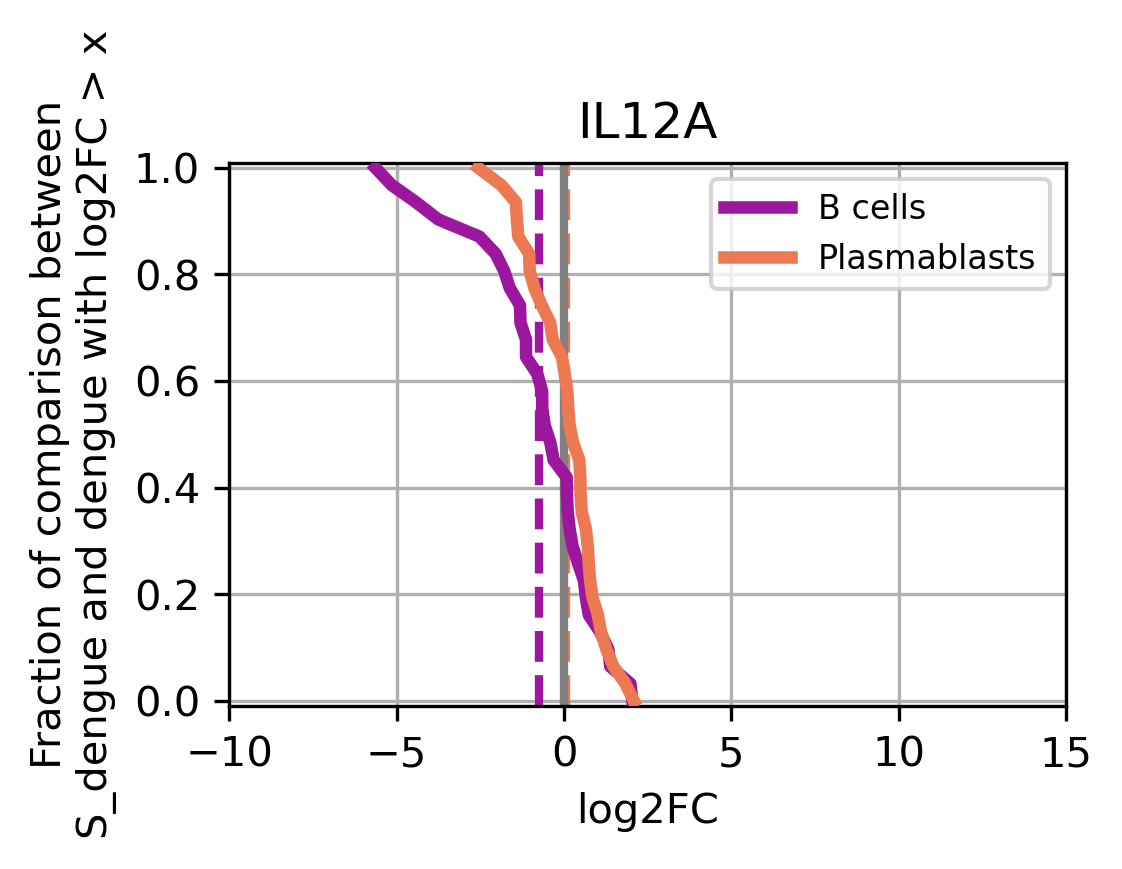 IL12A
Fraction of comparison between
S_dengue and dengue with log2FC > x
1.0
0.8
0.6
0.4
0.2
0.0
B cells
Plasmablasts
−10
−5
0
5
10
15
log2FC